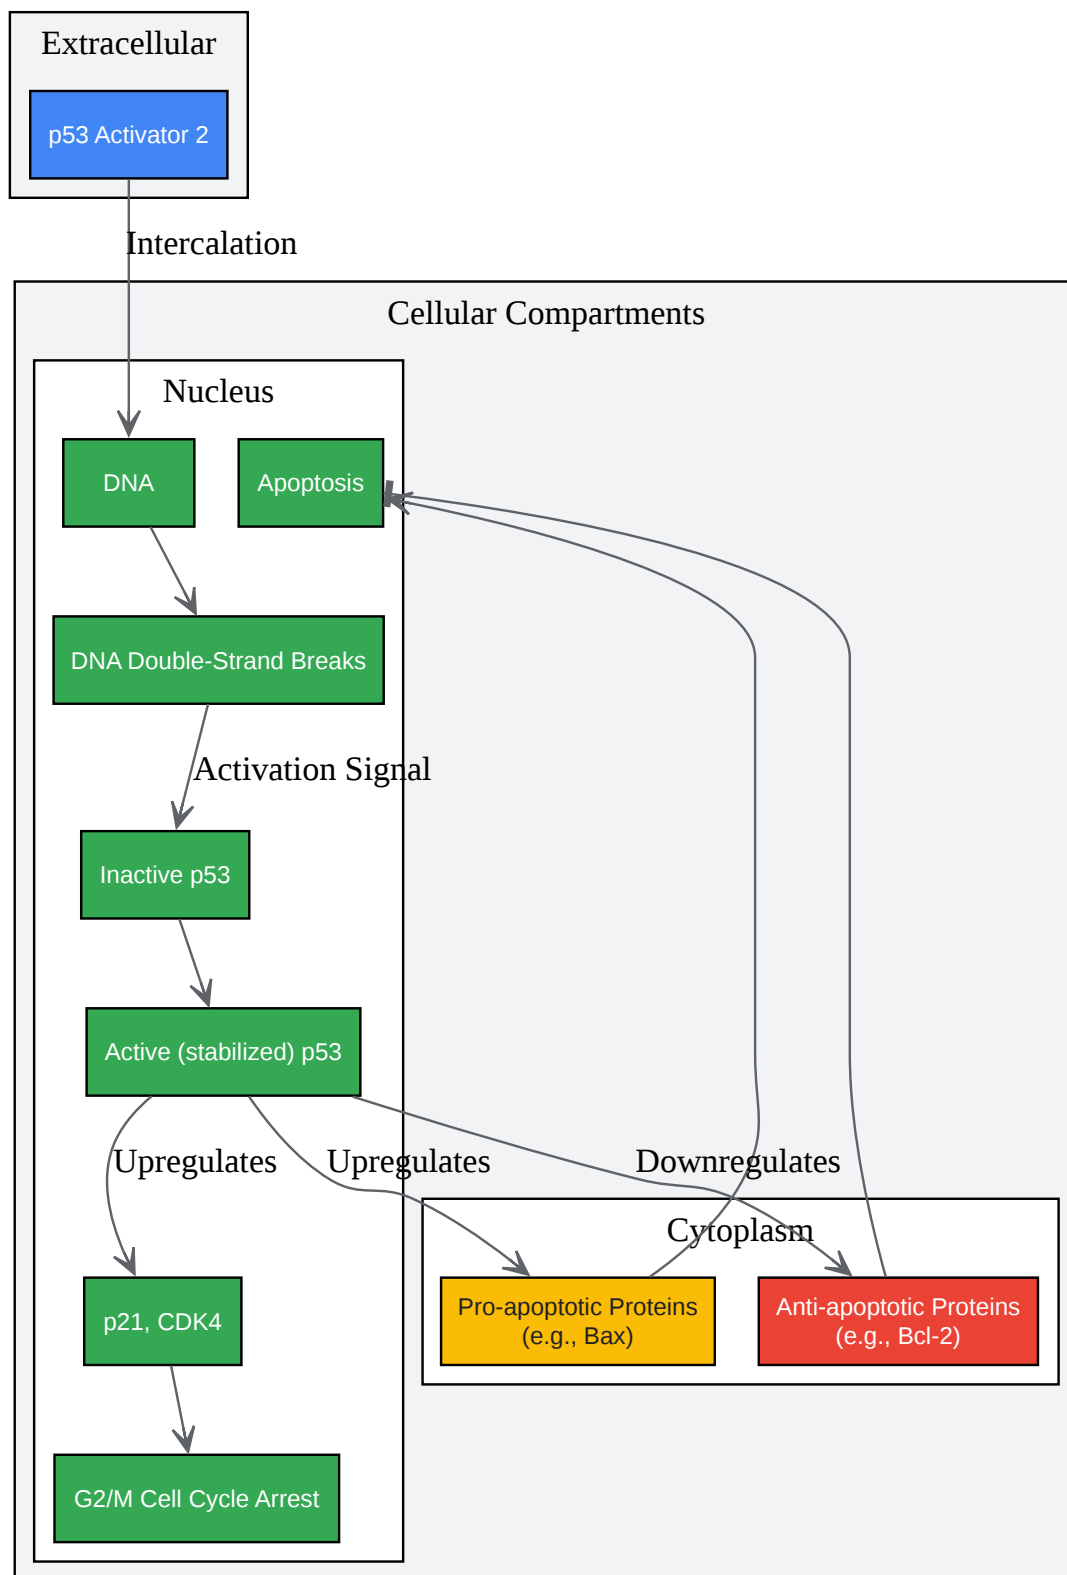 Extracellular
p53 Activator 2
Intercalation
Cellular Compartments
Nucleus
DNA
Apoptosis
DNA Double-Strand Breaks
Activation Signal
Inactive p53
Active (stabilized) p53
Upregulates
Upregulates
Downregulates
Cytoplasm
p21, CDK4
Pro-apoptotic Proteins
(e.g., Bax)
Anti-apoptotic Proteins
(e.g., Bcl-2)
G2/M Cell Cycle Arrest